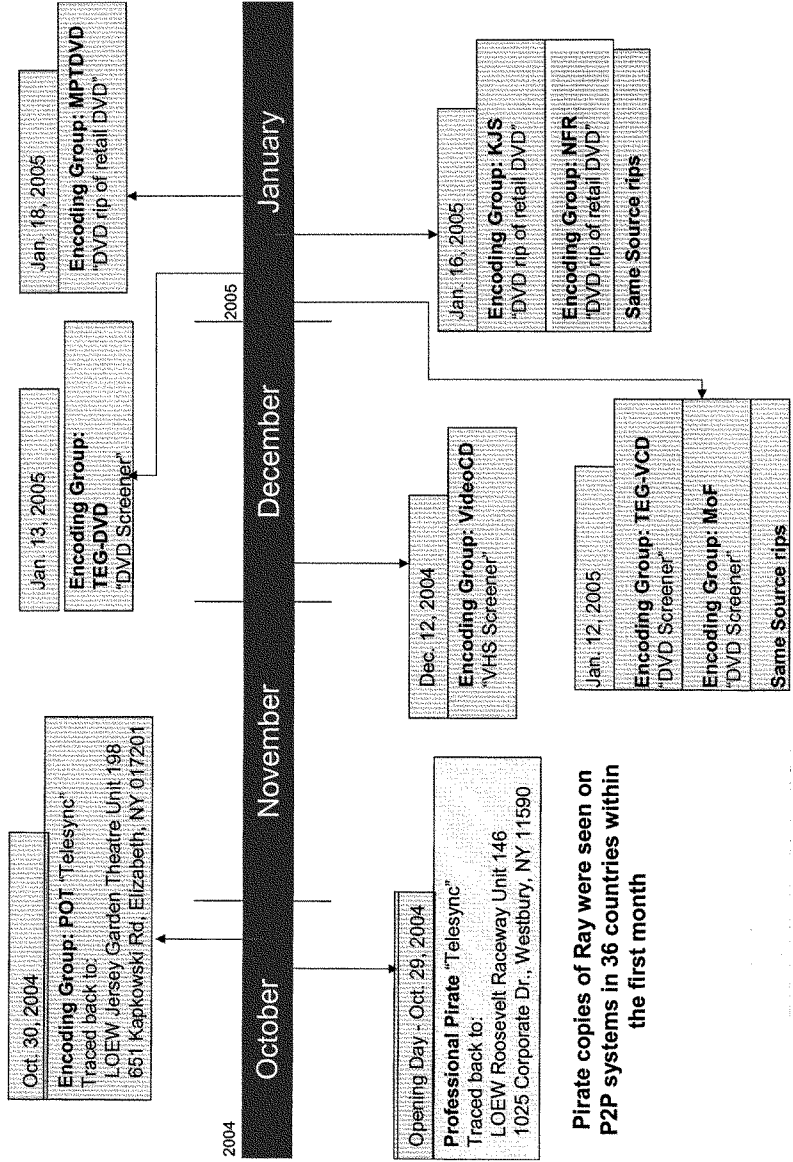 Oct. 30, 2004
Encoding Group: POT "Telesync"
Traced back to:
LOEW Jersey Garden Theatre Unit 198
651 Kapkowski Rd, Elizabeth, NY 017201
Jan. 13, 2005
Encoding Group:
TEG-DVD
"DVD Screener"
Jan. 18, 2005
Encoding Group: MPTDVD
"DVD rip of retail DVD"
2004
2005
October
November
December
January
Opening Day - Oct. 29, 2004
Professional Pirate "Telesync"
Traced back to:
LOEW Roosevelt Raceway Unit 146
1025 Corporate Dr., Westbury, NY 11590
Dec. 12, 2004
Encoding Group: VideoCD
"VHS Screener"
Jan. 16, 2005
Encoding Group: KJS
"DVD rip of retail DVD"
Encoding Group: NFR
"DVD rip of retail DVD"
Same Source rips
Jan. 12, 2005
Encoding Group: TEG-VCD
"DVD Screener"
Encoding Group: MoF
"DVD Screener"
Same Source rips
Pirate copies of Ray were seen on
P2P systems in 36 countries within
the first month